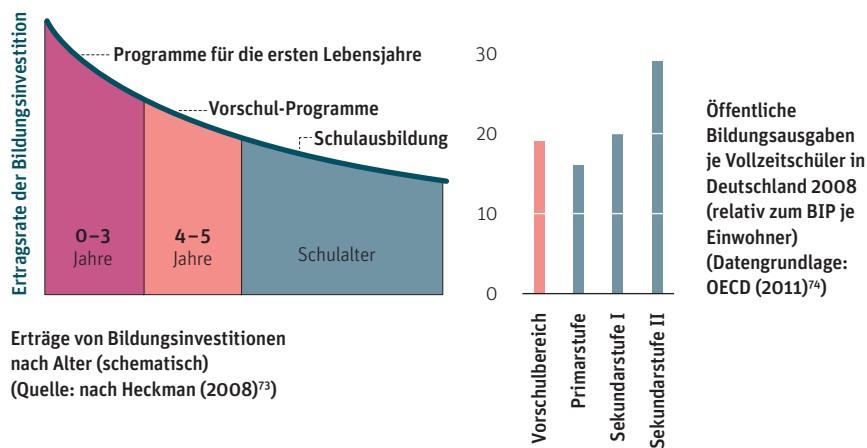 Ertragsrate der Bildungsinvestition
Programme für die ersten Lebensjahre
Vorschul-Programme
Schulausbildung
0–3
Jahre
4–5
Jahre
Schulalter
Erträge von Bildungsinvestitionen
nach Alter (schematisch)
(Quelle: nach Heckman (2008)⁷³)
30
20
10
0
Vorschulbereich
Primarstufe
Sekundarstufe I
Sekundarstufe II
Öffentliche
Bildungsausgaben
je Vollzeitschüler in
Deutschland 2008
(relativ zum BIP je
Einwohner)
(Datengrundlage:
OECD (2011)⁷⁴)